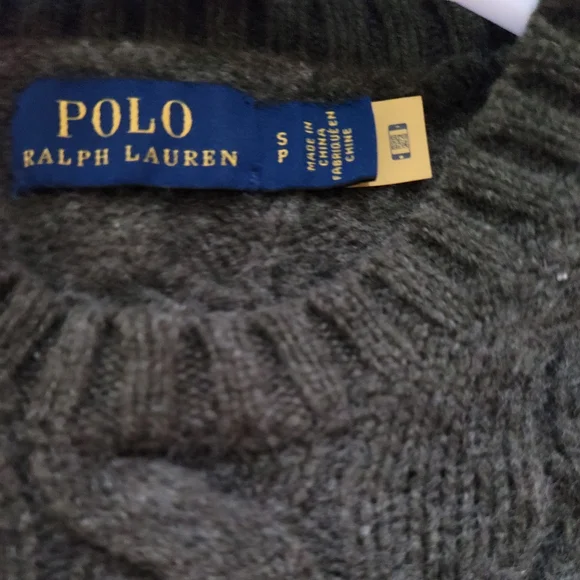 POLO
RALPH LAUREN
S
P
MADE IN
CHINA
FABRIQUÉ EN
CHINE